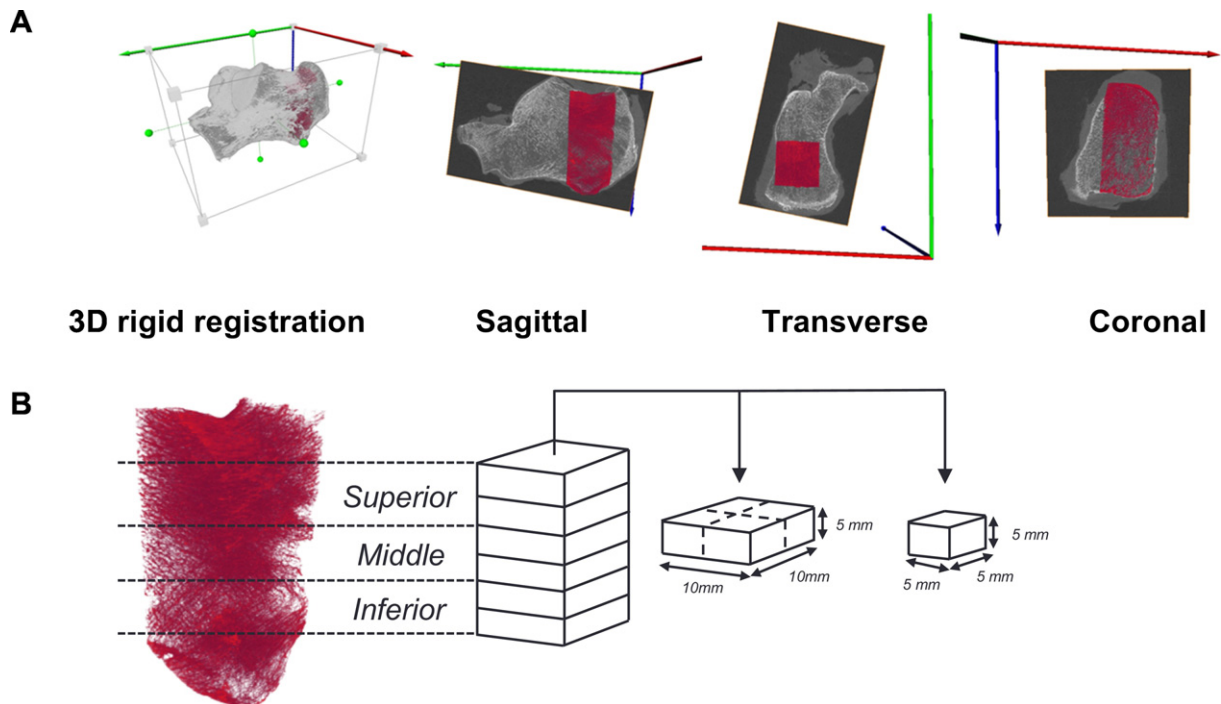 A
3D rigid registration
Sagittal
Transverse
Coronal
B
Superior
Middle
Inferior
5 mm
10mm
10mm
5 mm
5 mm
5 mm